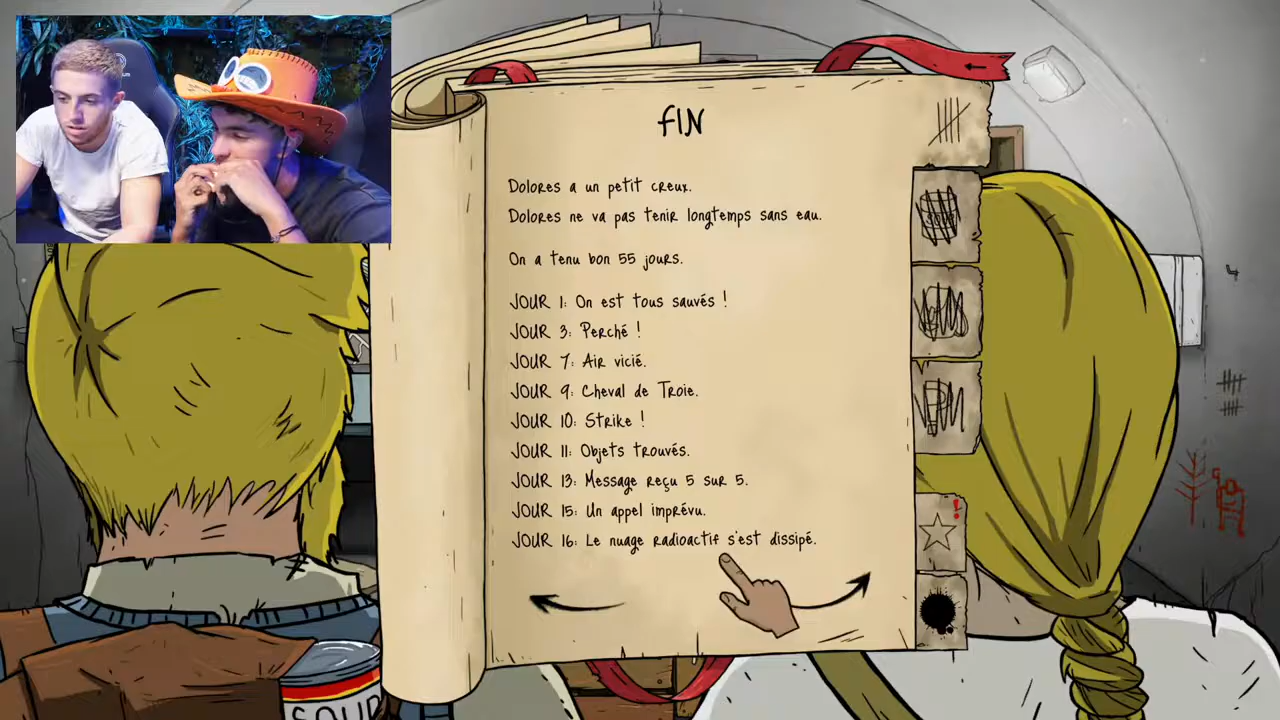 FIN
Dolores a un petit creux.
Dolores ne va pas tenir longtemps sans eau.
On a tenu bon 55 jours.
JOUR 1: On est tous sauvés !
JOUR 3: Perché !
JOUR 7: Air vicié.
JOUR 9: Cheval de Troie.
JOUR 10: Strike !
JOUR 11: Objets trouvés.
JOUR 13: Message reçu 5 sur 5.
JOUR 15: Un appel imprévu.
JOUR 16: Le nuage radioactif s'est dissipé.
SOUP